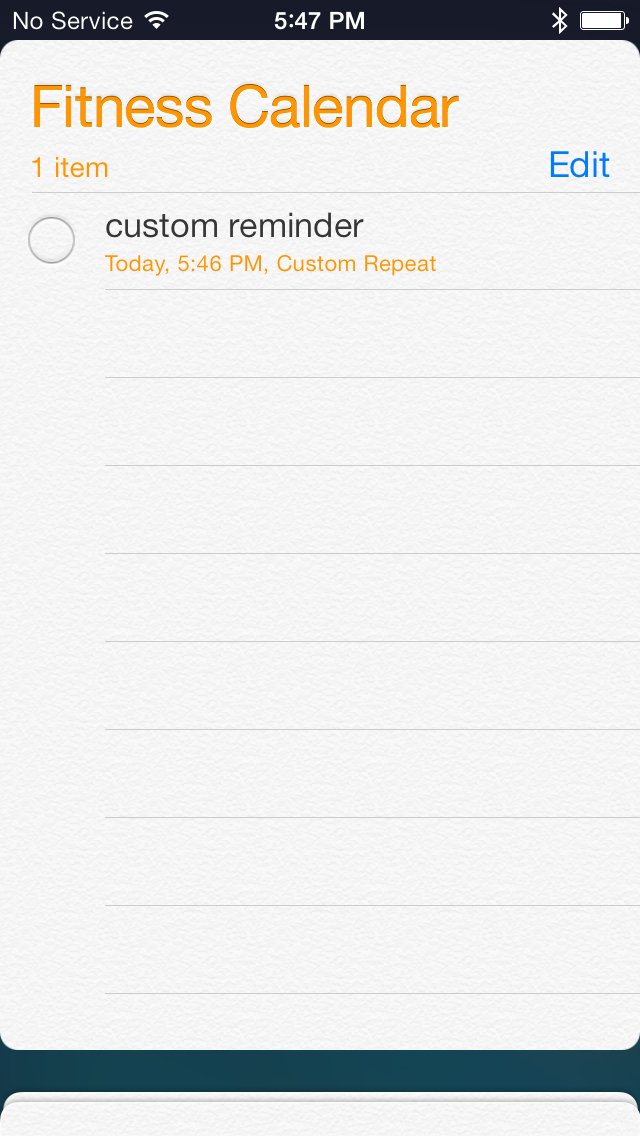 No Service 5:47 PM
Fitness Calendar
1 item Edit
custom reminder
Today, 5:46 PM, Custom Repeat